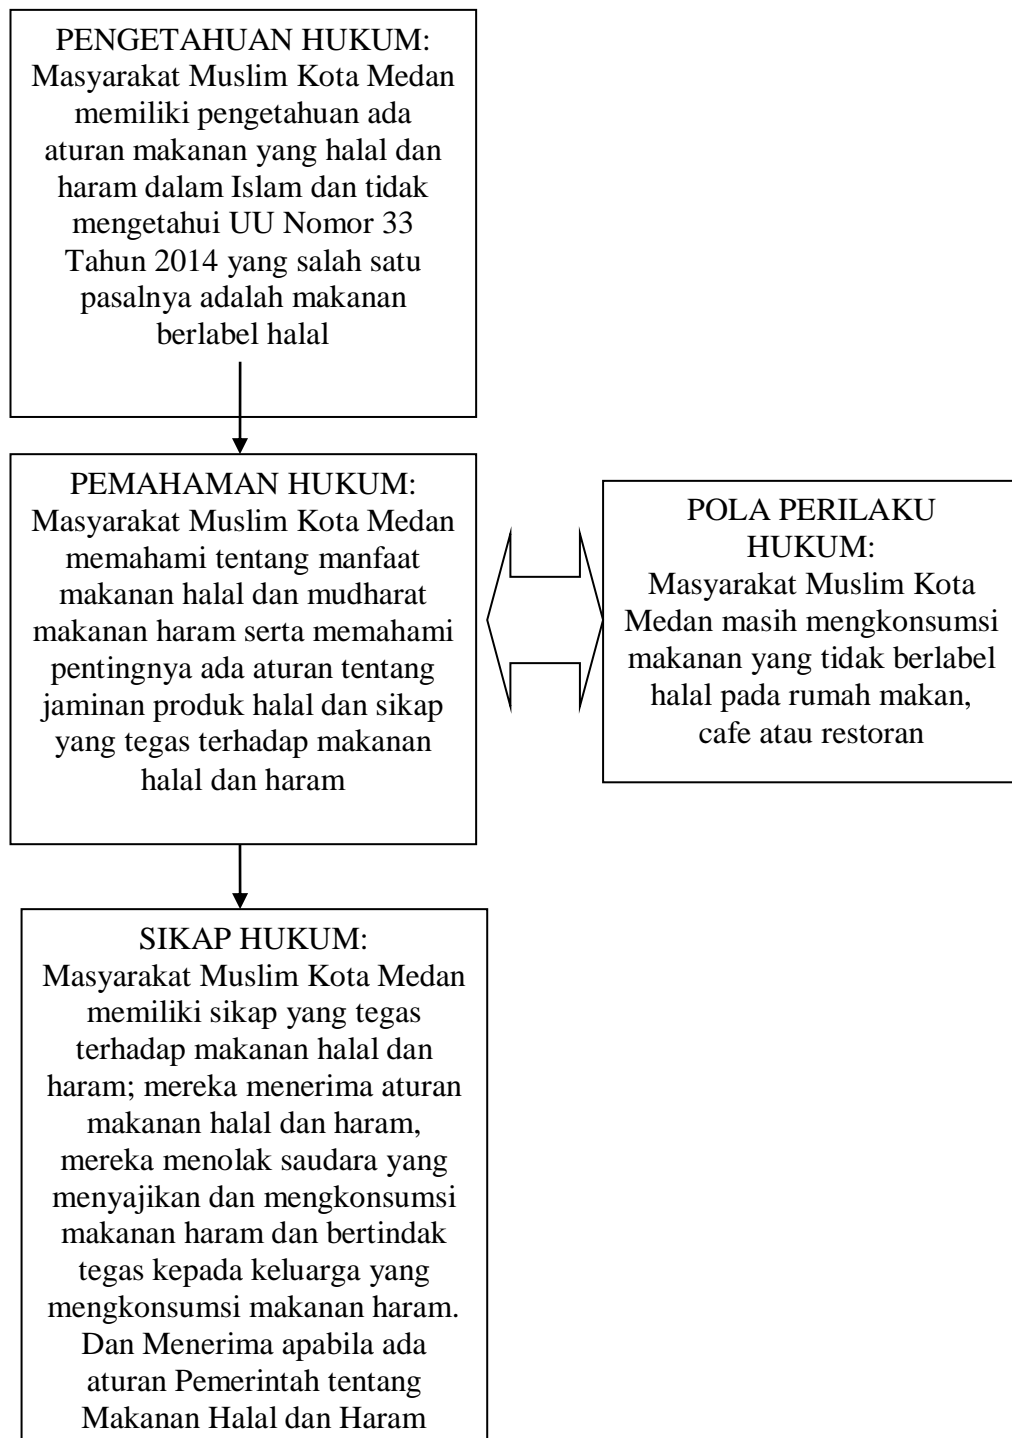 PENGETAHUAN HUKUM:
Masyarakat Muslim Kota Medan
memiliki pengetahuan ada
aturan makanan yang halal dan
haram dalam Islam dan tidak
mengetahui UU Nomor 33
Tahun 2014 yang salah satu
pasalnya adalah makanan
berlabel halal
PEMAHAMAN HUKUM:
Masyarakat Muslim Kota Medan
memahami tentang manfaat
makanan halal dan mudharat
makanan haram serta memahami
pentingnya ada aturan tentang
jaminan produk halal dan sikap
yang tegas terhadap makanan
halal dan haram
POLA PERILAKU
HUKUM:
Masyarakat Muslim Kota
Medan masih mengkonsumsi
makanan yang tidak berlabel
halal pada rumah makan,
cafe atau restoran
SIKAP HUKUM:
Masyarakat Muslim Kota Medan
memiliki sikap yang tegas
terhadap makanan halal dan
haram; mereka menerima aturan
makanan halal dan haram,
mereka menolak saudara yang
menyajikan dan mengkonsumsi
makanan haram dan bertindak
tegas kepada keluarga yang
mengkonsumsi makanan haram.
Dan Menerima apabila ada
aturan Pemerintah tentang
Makanan Halal dan Haram